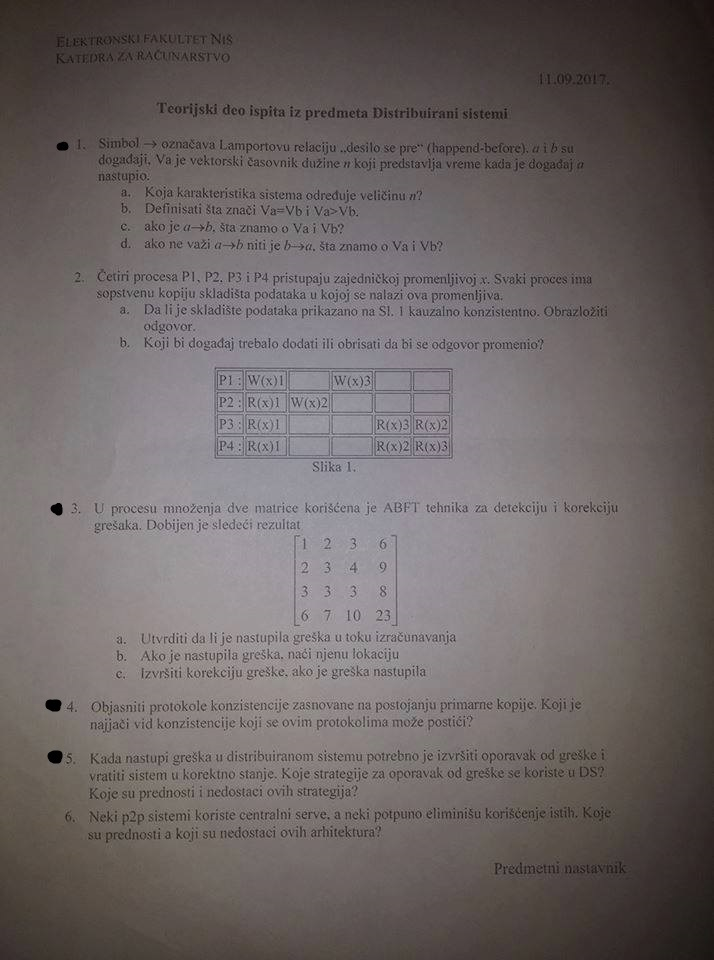 ELEKTRONSKI FAKULTET NIŠ
KATEDRA ZA RAČUNARSTVO
11.09.2017.
Teorijski deo ispita iz predmeta Distribuirani sistemi
1. Simbol → označava Lamportovu relaciju „desilo se pre“ (happend-before). a i b su
događaji, Va je vektorski časovnik dužine n koji predstavlja vreme kada je događaj a
nastupio.
a. Koja karakteristika sistema određuje veličinu n?
b. Definisati šta znači Va=Vb i Va>Vb.
c. ako je a→b, šta znamo o Va i Vb?
d. ako ne važi a→b niti je b→a, šta znamo o Va i Vb?
2. Četiri procesa P1, P2, P3 i P4 pristupaju zajedničkoj promenljivoj x. Svaki proces ima
sopstvenu kopiju skladišta podataka u kojoj se nalazi ova promenljiva.
a. Da li je skladište podataka prikazano na Sl. 1 kauzalno konzistentno. Obrazložiti
odgovor.
b. Koji bi događaj trebalo dodati ili obrisati da bi se odgovor promenio?
P1 : W(x)1 W(x)3
P2 : R(x)1 W(x)2
P3 : R(x)1 R(x)3 R(x)2
P4 : R(x)1 R(x)2 R(x)3
Slika 1.
3. U procesu množenja dve matrice korišćena je ABFT tehnika za detekciju i korekciju
grešaka. Dobijen je sledeći rezultat
1 2 3 6
2 3 4 9
3 3 3 8
6 7 10 23
a. Utvrditi da li je nastupila greška u toku izračunavanja
b. Ako je nastupila greška, naći njenu lokaciju
c. Izvršiti korekciju greške, ako je greška nastupila
4. Objasniti protokole konzistencije zasnovane na postojanju primarne kopije. Koji je
najjači vid konzistencije koji se ovim protokolima može postići?
5. Kada nastupi greška u distribuiranom sistemu potrebno je izvršiti oporavak od greške i
vratiti sistem u korektno stanje. Koje strategije za oporavak od greške se koriste u DS?
Koje su prednosti i nedostaci ovih strategija?
6. Neki p2p sistemi koriste centralni serve, a neki potpuno eliminišu korišćenje istih. Koje
su prednosti a koji su nedostaci ovih arhitektura?
Predmetni nastavnik